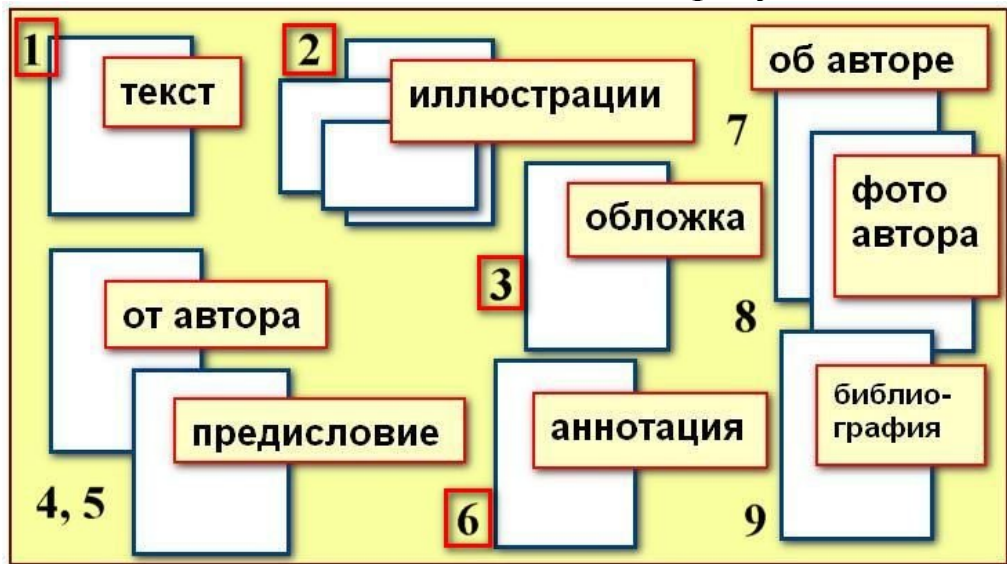 1
текст
2
иллюстрации
об авторе
7
фото
автора
обложка
3
от автора
8
предисловие
4, 5
аннотация
6
библио-
графия
9